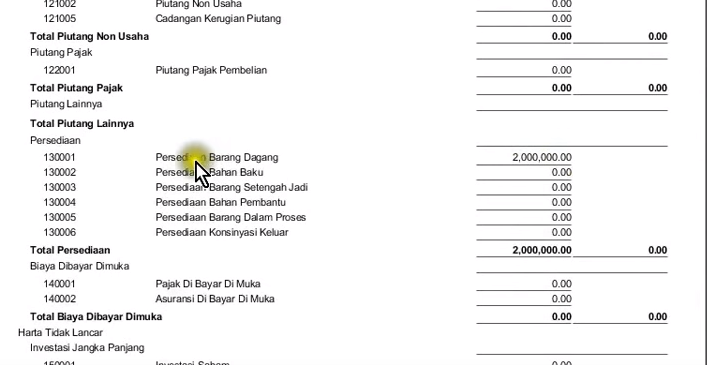 121002 Piutang Non Usaha 0.00
121005 Cadangan Kerugian Piutang 0.00
Total Piutang Non Usaha 0.00 0.00
Piutang Pajak
122001 Piutang Pajak Pembelian 0.00
Total Piutang Pajak 0.00 0.00
Piutang Lainnya
Total Piutang Lainnya
Persediaan
130001 Barang Dagang 2,000,000.00
130002 Bahan Baku 0.00
130003 Persediaan Barang Setengah Jadi 0.00
130004 Persediaan Bahan Pembantu 0.00
130005 Persediaan Barang Dalam Proses 0.00
130006 Persediaan Konsinyasi Keluar 0.00
Total Persediaan 2,000,000.00 0.00
Biaya Dibayar Dimuka
140001 Pajak Di Bayar Di Muka 0.00
140002 Asuransi Di Bayar Di Muka 0.00
Total Biaya Dibayar Dimuka 0.00 0.00
Harta Tidak Lancar
Investasi Jangka Panjang
150001 Investasi Saham 0.00